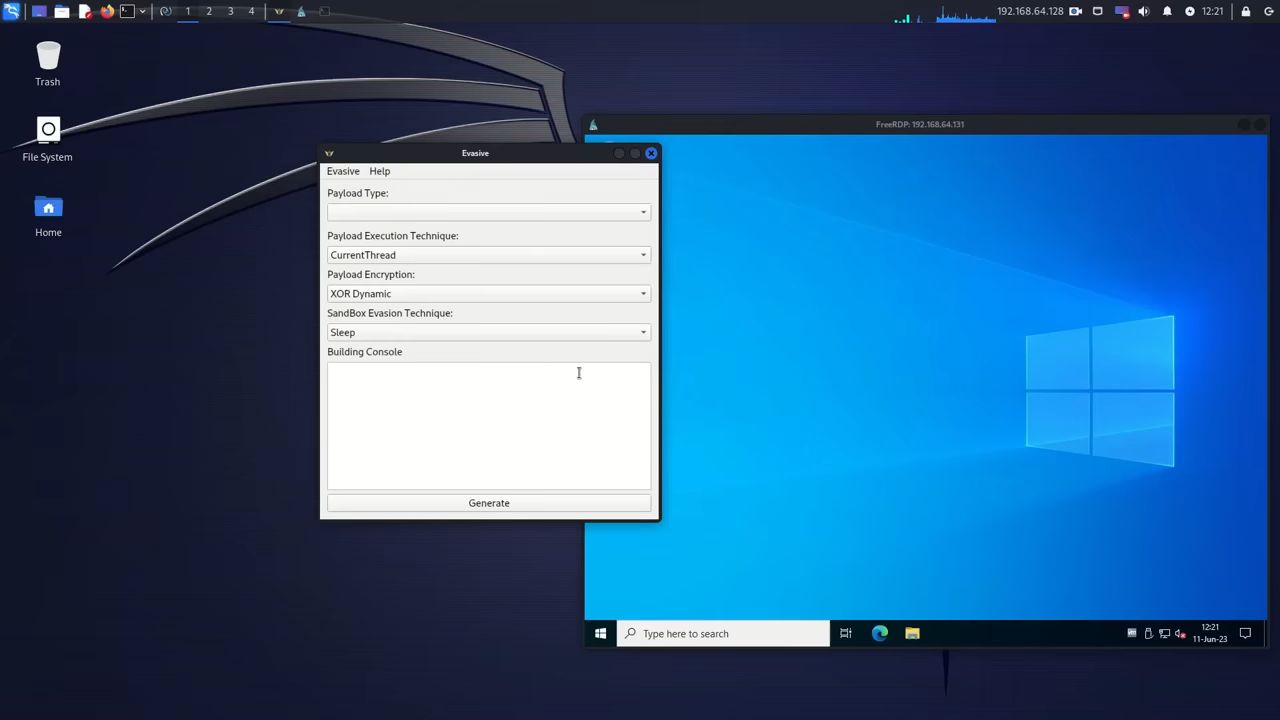 1 2 3 4
192.168.64.128
12:21
Trash
File System
Home
FreeRDP: 192.168.64.131
Evasive
Evasive Help
Payload Type:
Payload Execution Technique:
CurrentThread
Payload Encryption:
XOR Dynamic
SandBox Evasion Technique:
Sleep
Building Console
Generate
Type here to search
12:21
11-Jun-23